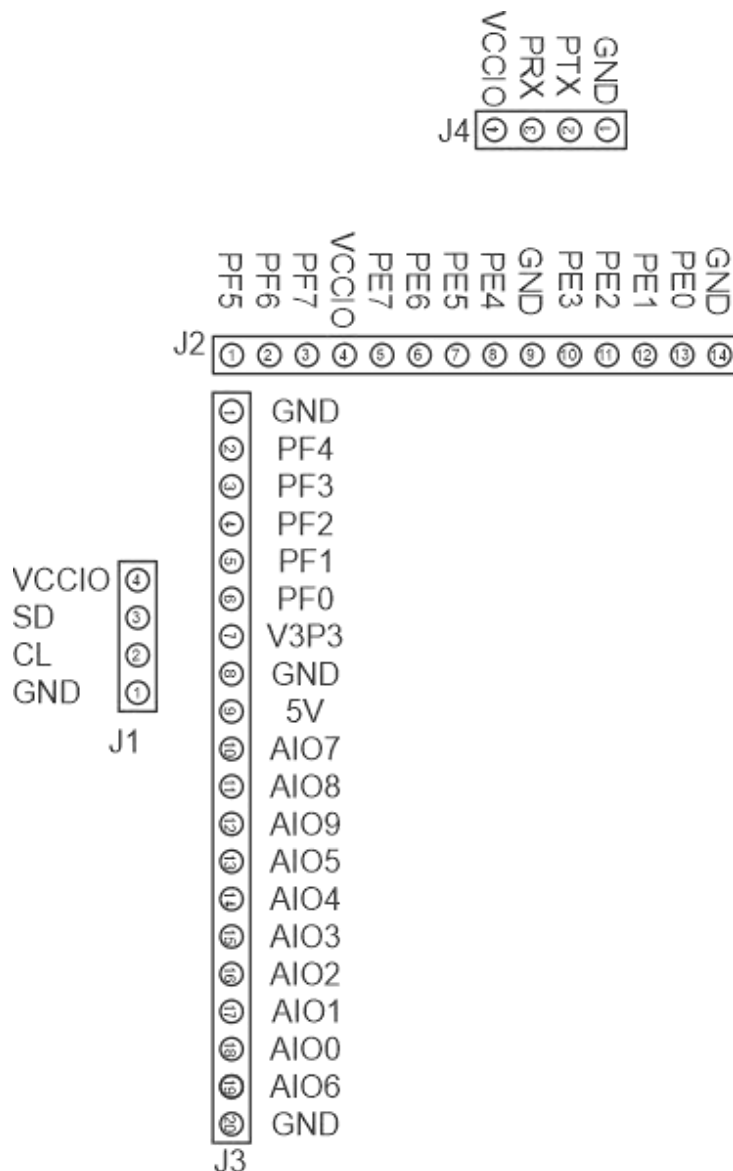 VCCIO PRX PTX GND
J4 4 3 2 1
PF5 PF6 PF7 VCCIO PE7 PE6 PE5 PE4 GND PE3 PE2 PE1 PE0 GND
J2 1 2 3 4 5 6 7 8 9 10 11 12 13 14
1 GND
2 PF4
3 PF3
4 PF2
5 PF1
6 PF0
7 V3P3
8 GND
9 5V
10 AIO7
11 AIO8
12 AIO9
13 AIO5
14 AIO4
15 AIO3
16 AIO2
17 AIO1
18 AIO0
19 AIO6
20 GND
J3
VCCIO 4
SD 3
CL 2
GND 1
J1